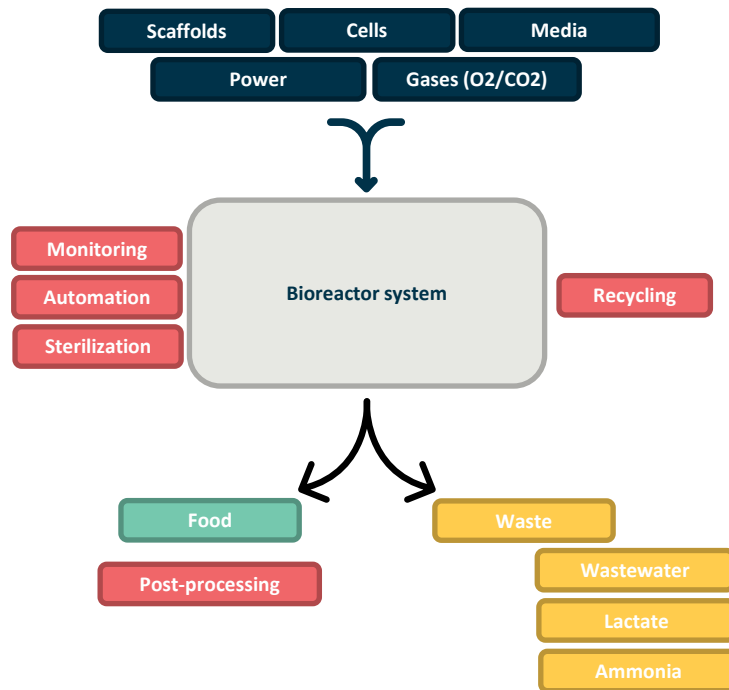 Scaffolds
Cells
Media
Power
Gases (O2/CO2)
Monitoring
Automation
Sterilization
Bioreactor system
Recycling
Food
Post-processing
Waste
Wastewater
Lactate
Ammonia